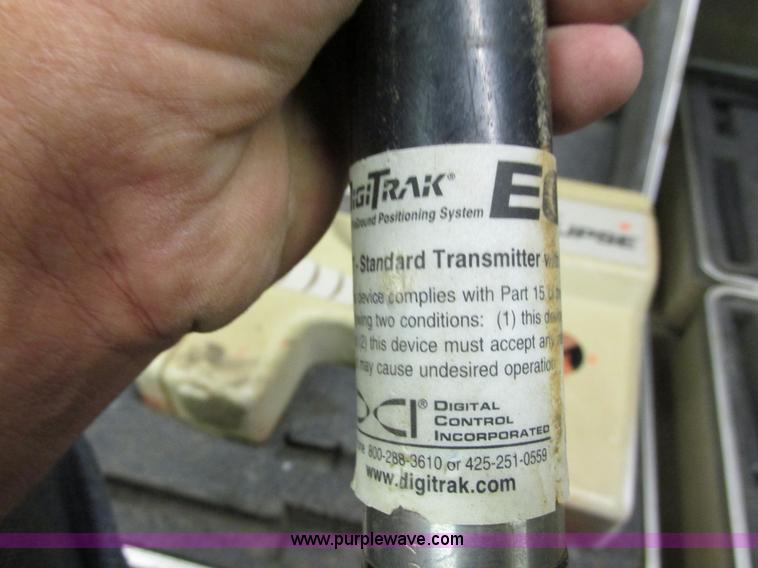 DIGITRAK®
Ground Positioning System
-Standard Transmitter
device complies with Part 15
two conditions: (1) this
(2) this device must accept
may cause undesired operation
DCI® DIGITAL
CONTROL
INCORPORATED
800-288-3610 or 425-251-0559
www.digitrak.com
www.purplewave.com